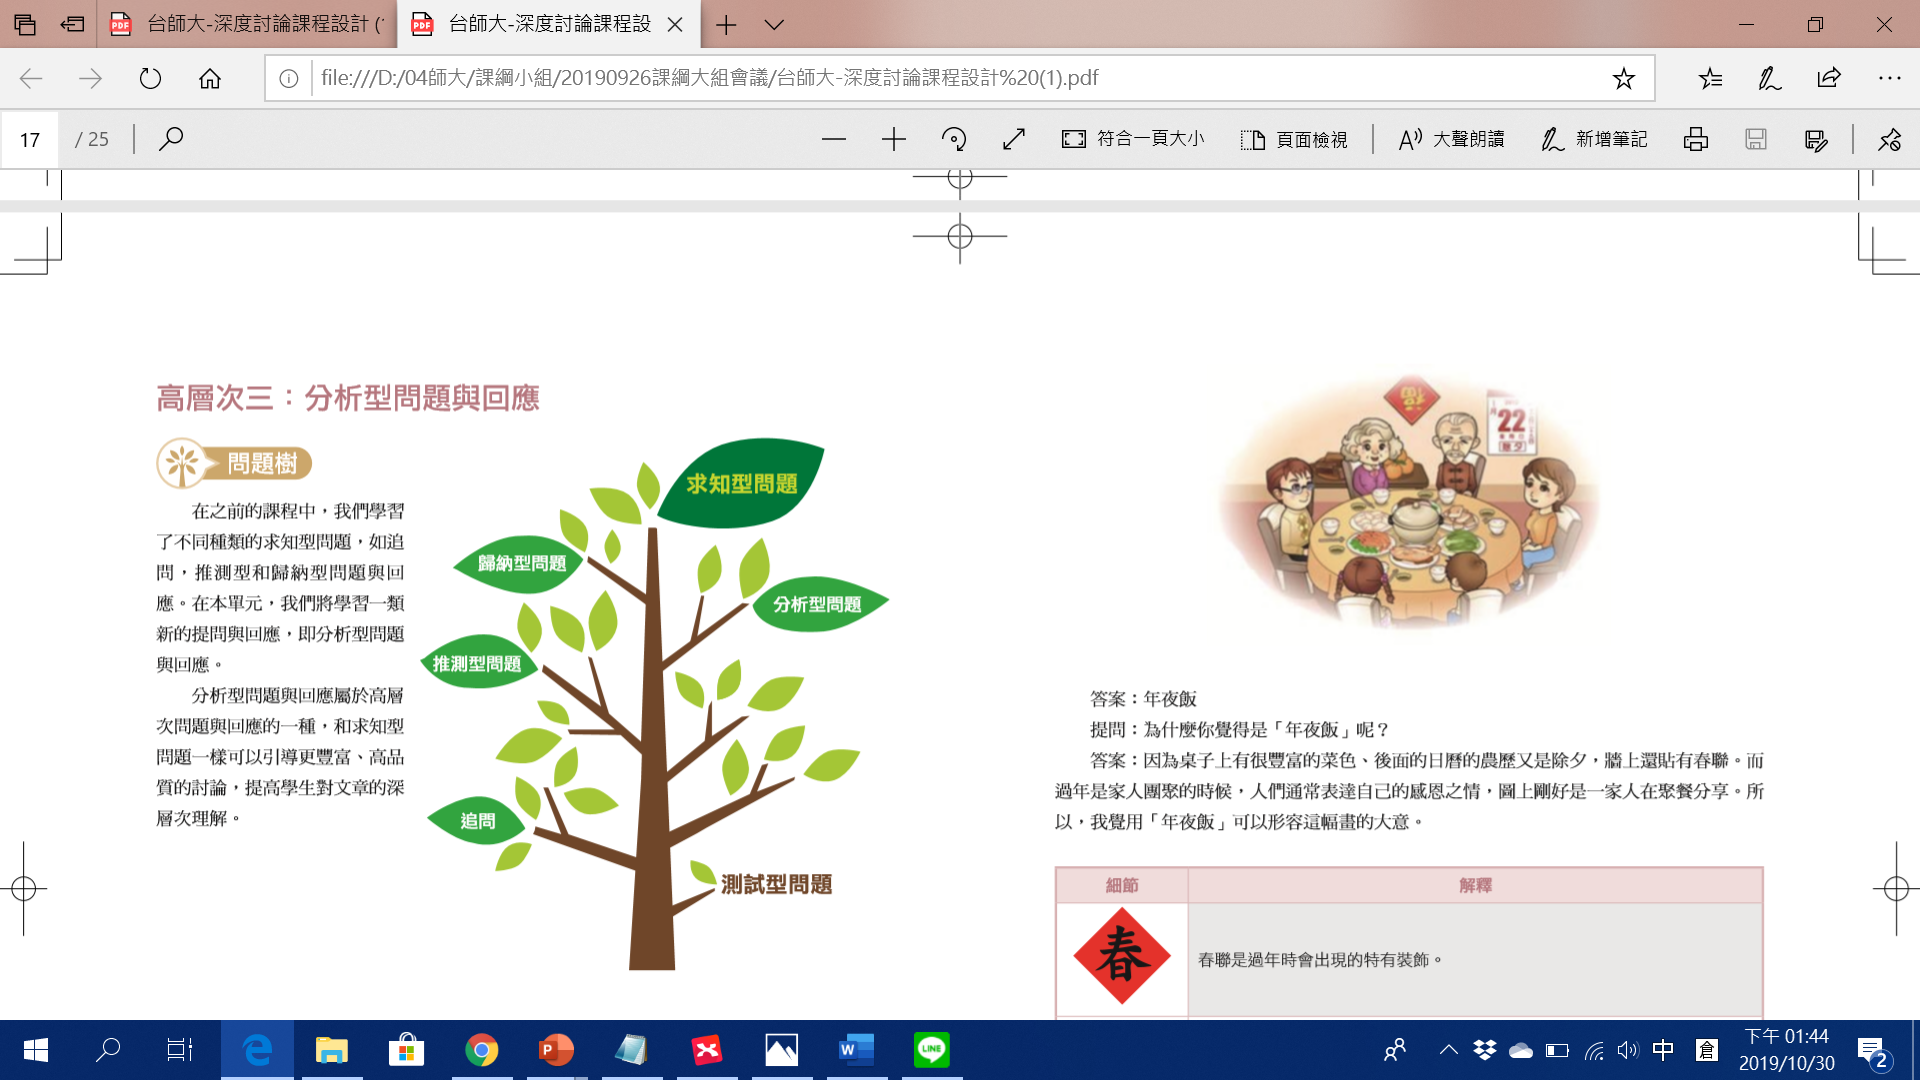 台師大-深度討論課程設計 (
台師大-深度討論課程設
file:///D:/04師大/課綱小組/20190926課綱大組會議/台師大-深度討論課程設計%20(1).pdf
17 / 25
符合一頁大小
頁面檢視
大聲朗讀
新增筆記
高層次三：分析型問題與回應
問題樹
在之前的課程中，我們學習
了不同種類的求知型問題，如追
問，推測型和歸納型問題與回
應。在本單元，我們將學習一類
新的提問與回應，即分析型問題
與回應。
分析型問題與回應屬於高層
次問題與回應的一種，和求知型
問題一樣可以引導更豐富、高品
質的討論，提高學生對文章的深
層次理解。
求知型問題
歸納型問題
分析型問題
推測型問題
追問
測試型問題
福
22
除夕
答案：年夜飯
提問：為什麼你覺得是「年夜飯」呢？
答案：因為桌子上有很豐富的菜色、後面的日曆的農歷又是除夕，牆上還貼有春聯。而
過年是家人團聚的時候，人們通常表達自己的感恩之情，圖上剛好是一家人在聚餐分享。所
以，我覺用「年夜飯」可以形容這幅畫的大意。
細節
解釋
春
春聯是過年時會出現的特有裝飾。
LINE
中
倉
下午 01:44
2019/10/30
2